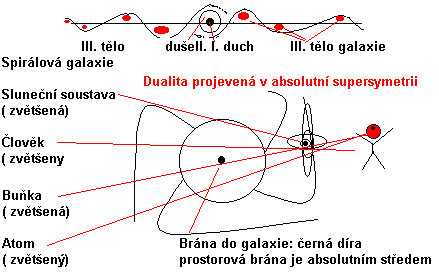 III. tělo dušeII. I. duch III. tělo galaxie
Spirálová galaxie
Dualita projevená v absolutní supersymetrii
Sluneční soustava
( zvětšená)
Člověk
( zvětšeny
Buňka
( zvětšená)
Atom
( zvětšený)
Brána do galaxie: černá díra
prostorová brána je absolutním středem